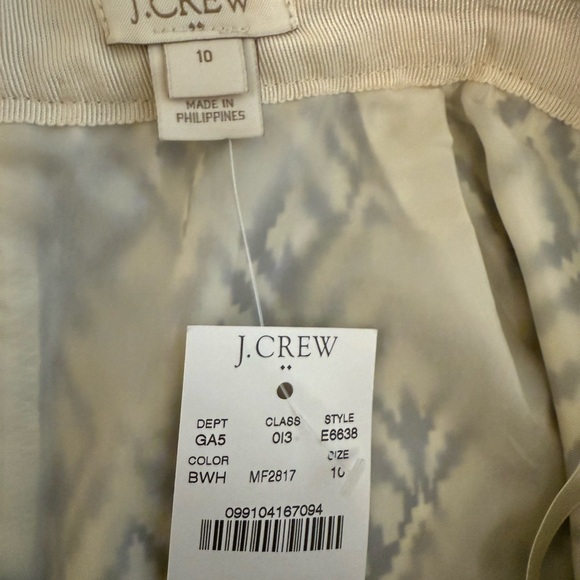 J.CREW
10
MADE IN
PHILIPPINES
J.CREW
DEPT CLASS STYLE
GA5 013 E6638
COLOR SIZE
BWH MF2817 10
099104167094